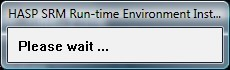 HASP SRM Run-time Environment Inst...
Please wait ...